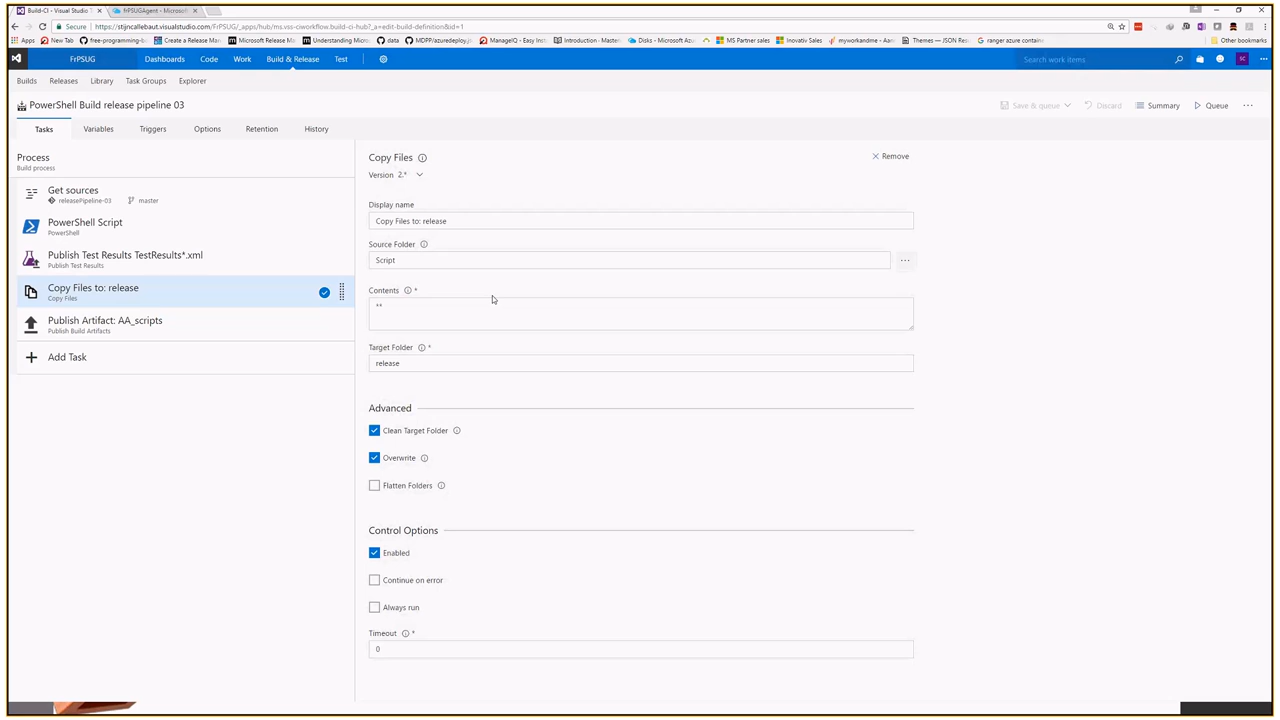 Build-CI - Visual Studio T
FrPSUGAgent - Microsoft
Secure
https://stijncallebaut.visualstudio.com/FrPSUG/_apps/hub/ms.vss-ciworkflow.build-ci-hub?_a=edit-build-definition&id=1
Apps
New Tab
free-programming-b
Create a Release Man
Microsoft Release M
Understanding Micro
data
MDPP/azuredeploy.js
ManageIQ - Easy Inst
Introduction - Master
Disks - Microsoft Azu
MS Partner sales
Inovativ Sales
myworkandme
Themes — JSON Res
ranger azure contain
Other bookmarks
FrPSUG
Dashboards
Code
Work
Build & Release
Test
Search work items
SC
Builds
Releases
Library
Task Groups
Explorer
PowerShell Build release pipeline 03
Save & queue
Discard
Summary
Queue
Tasks
Variables
Triggers
Options
Retention
History
Process
Build process
Get sources
releasePipeline-03
master
PowerShell Script
PowerShell
Publish Test Results TestResults*.xml
Publish Test Results
Copy Files to: release
Copy Files
Publish Artifact: AA_scripts
Publish Build Artifacts
Add Task
Copy Files
Remove
Version 2.*
Display name
Copy Files to: release
Source Folder
Script
Contents *
**
Target Folder *
release
Advanced
Clean Target Folder
Overwrite
Flatten Folders
Control Options
Enabled
Continue on error
Always run
Timeout *
0